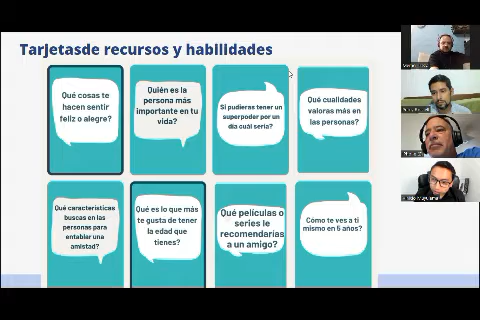 Tarjetasde recursos y habilidades
Qué cosas te
hacen sentir
feliz o alegre?
Quién es la
persona más
importante en tu
vida?
Si pudieras tener un
superpoder por un
día cuál sería?
Qué cualidades
valoras más en
las personas?
Qué características
buscas en las
personas para
entablar una
amistad?
Qué es lo que más
te gusta de tener
la edad que
tienes?
Qué películas o
series le
recomendarías
a un amigo?
Cómo te ves a ti
mismo en 5 años?